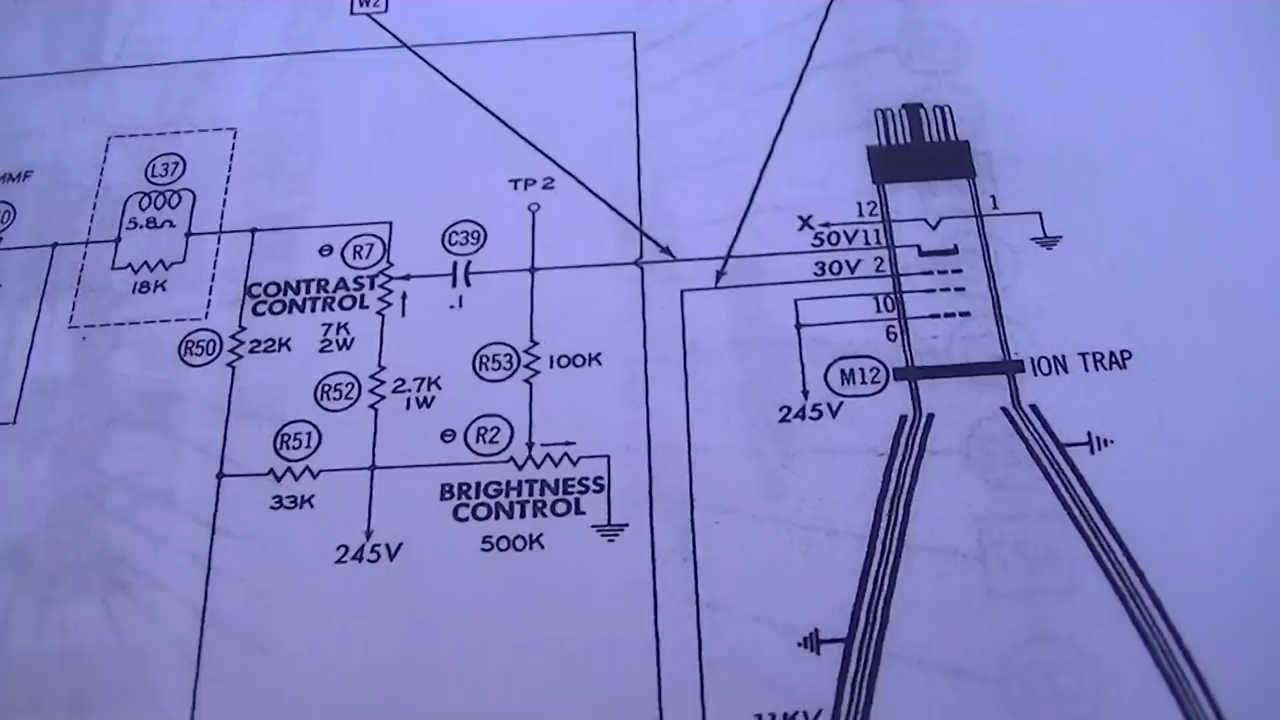 W2
MMF
L37
5.8Ω
18K
TP 2
C39
.1
⊖ R7
CONTRAST
CONTROL
7K
2W
R50
22K
R52
2.7K
1W
R53
100K
R51
33K
⊖ R2
BRIGHTNESS
CONTROL
500K
245V
12
1
X
50V 11
30V 2
10
6
M12
ION TRAP
245V
11KV